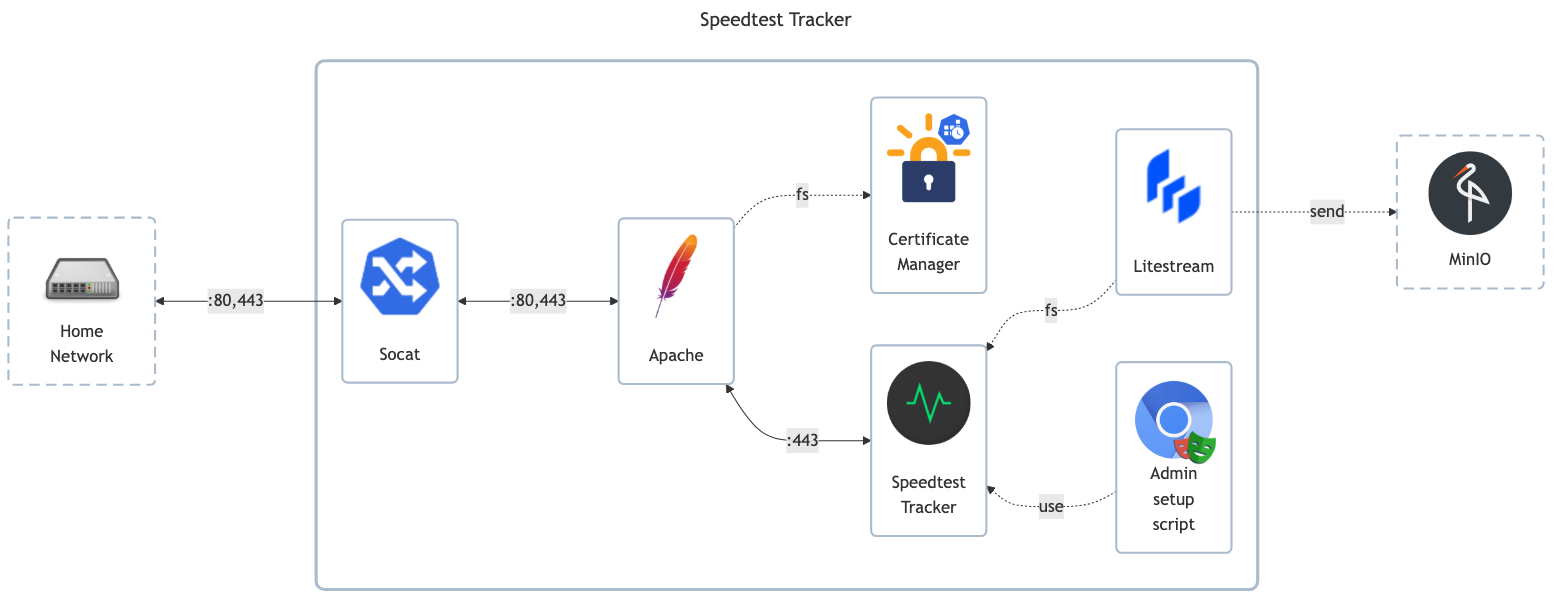 Speedtest Tracker
Home
Network
:80,443
Socat
:80,443
Apache
fs
Certificate
Manager
:443
Speedtest
Tracker
fs
Litestream
use
Admin
setup
script
send
MinIO